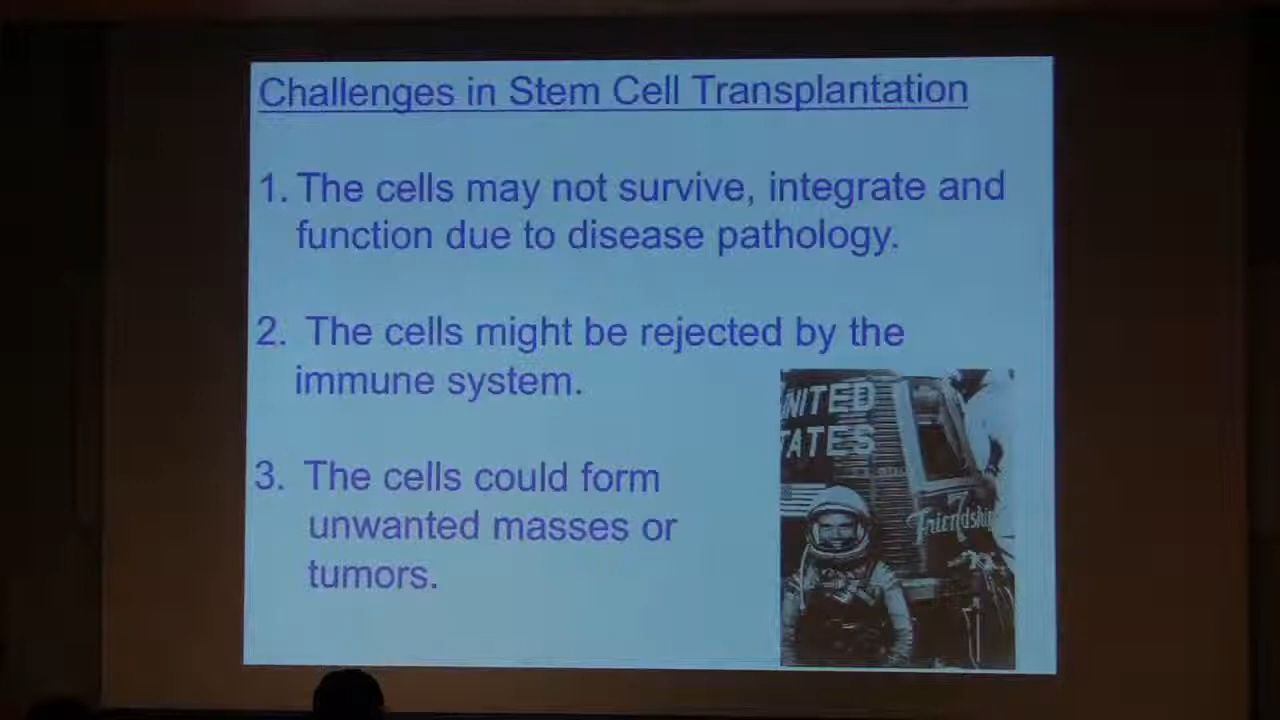 Challenges in Stem Cell Transplantation
1. The cells may not survive, integrate and
function due to disease pathology.
2. The cells might be rejected by the
immune system.
3. The cells could form
unwanted masses or
tumors.
NITED
TATES
Friendship
7